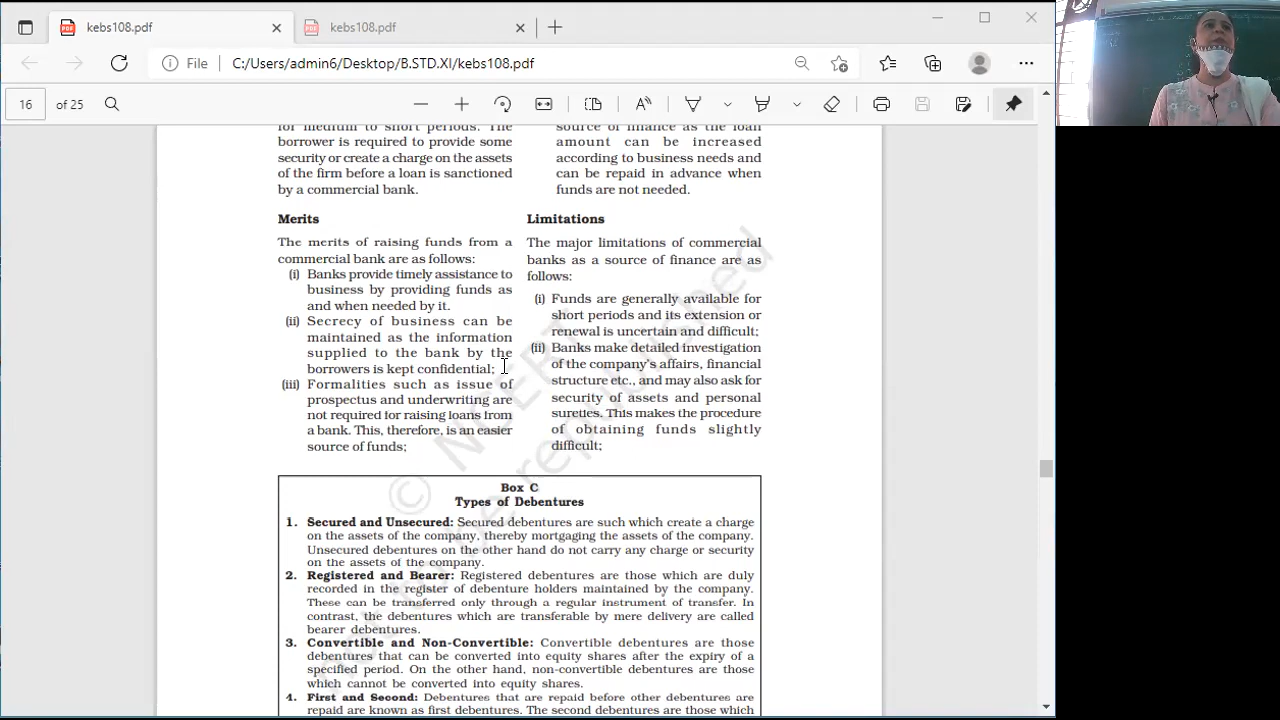 kebs108.pdf
kebs108.pdf
File
C:/Users/admin6/Desktop/B.STD.XI/kebs108.pdf
16
of 25
for medium to short periods. The
borrower is required to provide some
security or create a charge on the assets
of the firm before a loan is sanctioned
by a commercial bank.
source of finance as the loan
amount can be increased
according to business needs and
can be repaid in advance when
funds are not needed.
Merits
The merits of raising funds from a
commercial bank are as follows:
(i) Banks provide timely assistance to
business by providing funds as
and when needed by it.
(ii) Secrecy of business can be
maintained as the information
supplied to the bank by the
borrowers is kept confidential;
(iii) Formalities such as issue of
prospectus and underwriting are
not required for raising loans from
a bank. This, therefore, is an easier
source of funds;
Limitations
The major limitations of commercial
banks as a source of finance are as
follows:
(i) Funds are generally available for
short periods and its extension or
renewal is uncertain and difficult;
(ii) Banks make detailed investigation
of the company's affairs, financial
structure etc., and may also ask for
security of assets and personal
sureties. This makes the procedure
of obtaining funds slightly
difficult;
Box C
Types of Debentures
1. Secured and Unsecured: Secured debentures are such which create a charge
on the assets of the company, thereby mortgaging the assets of the company.
Unsecured debentures on the other hand do not carry any charge or security
on the assets of the company.
2. Registered and Bearer: Registered debentures are those which are duly
recorded in the register of debenture holders maintained by the company.
These can be transferred only through a regular instrument of transfer. In
contrast, the debentures which are transferable by mere delivery are called
bearer debentures.
3. Convertible and Non-Convertible: Convertible debentures are those
debentures that can be converted into equity shares after the expiry of a
specified period. On the other hand, non-convertible debentures are those
which cannot be converted into equity shares.
4. First and Second: Debentures that are repaid before other debentures are
repaid are known as first debentures. The second debentures are those which
© NCERT
not to be republished